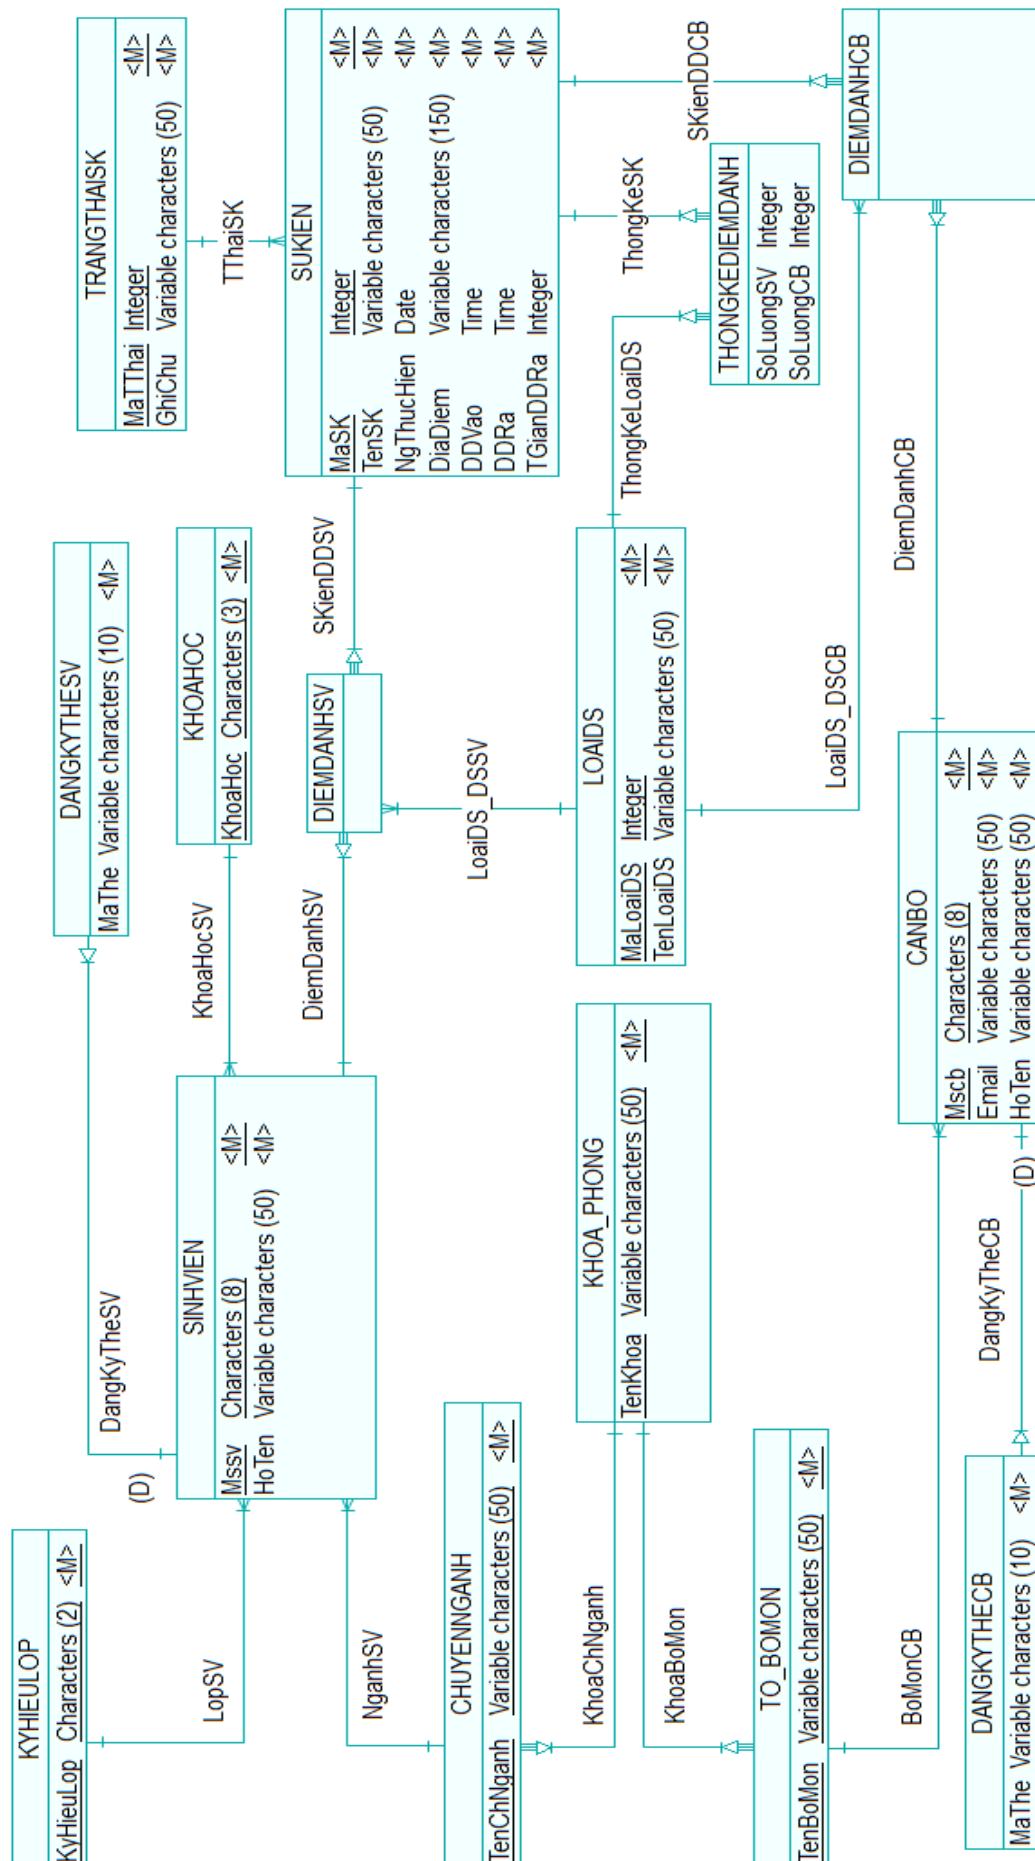 KYHIEULOP
KyHieuLop Characters (2) <M>
DANGKYTHESV
MaThe Variable characters (10) <M>
TRANGTHAISK
MaTThai Integer <M>
GhiChu Variable characters (50) <M>
DangKyTheSV
(D)
LopSV
KHOAHOC
KhoaHoc Characters (3) <M>
KhoaHocSV
TThaiSK
SINHVIEN
Mssv Characters (8) <M>
HoTen Variable characters (50) <M>
DiemDanhSV
DIEMDANHSV
SKienDDSV
SUKIEN
MaSK Integer <M>
TenSK Variable characters (50) <M>
NgThucHien Date <M>
DiaDiem Variable characters (150) <M>
DDVao Time <M>
DDRa Time <M>
TGianDDRa Integer <M>
NganhSV
LoaiDS_DSSV
CHUYENNGANH
TenChNganh Variable characters (50) <M>
KHOA_PHONG
TenKhoa Variable characters (50) <M>
LOAIDS
MaLoaiDS Integer <M>
TenLoaiDS Variable characters (50) <M>
KhoaChNganh
KhoaBoMon
ThongKeLoaiDS
ThongKeSK
SKienDDCB
THONGKEDIEMDANH
SoLuongSV Integer
SoLuongCB Integer
TO_BOMON
TenBoMon Variable characters (50) <M>
LoaiDS_DSCB
DIEMDANHCB
BoMonCB
DiemDanhCB
CANBO
Mscb Characters (8) <M>
Email Variable characters (50) <M>
HoTen Variable characters (50) <M>
DangKyTheCB
(D)
DANGKYTHECB
MaThe Variable characters (10) <M>